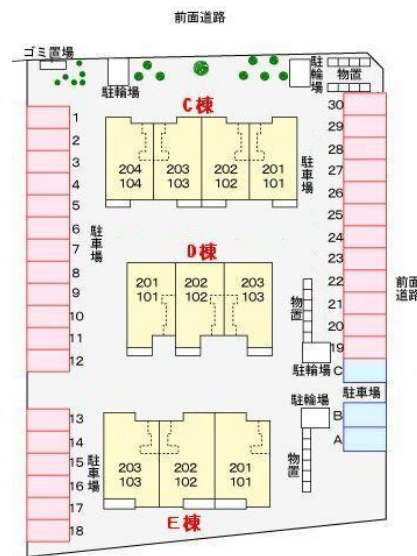 前面道路
ゴミ置場
駐輪場
駐輪場
物置
C棟
204 203 202 201
104 103 102 101
駐車場
1
2
3
4
5
6
7
8
9
10
11
12
駐車場
30
29
28
27
26
25
24
23
22
21
20
19
C
前面道路
D棟
201 202 203
101 102 103
物置
駐輪場
駐車場
駐輪場
B
A
物置
13
14
15
16
17
18
駐車場
203 202 201
103 102 101
E棟